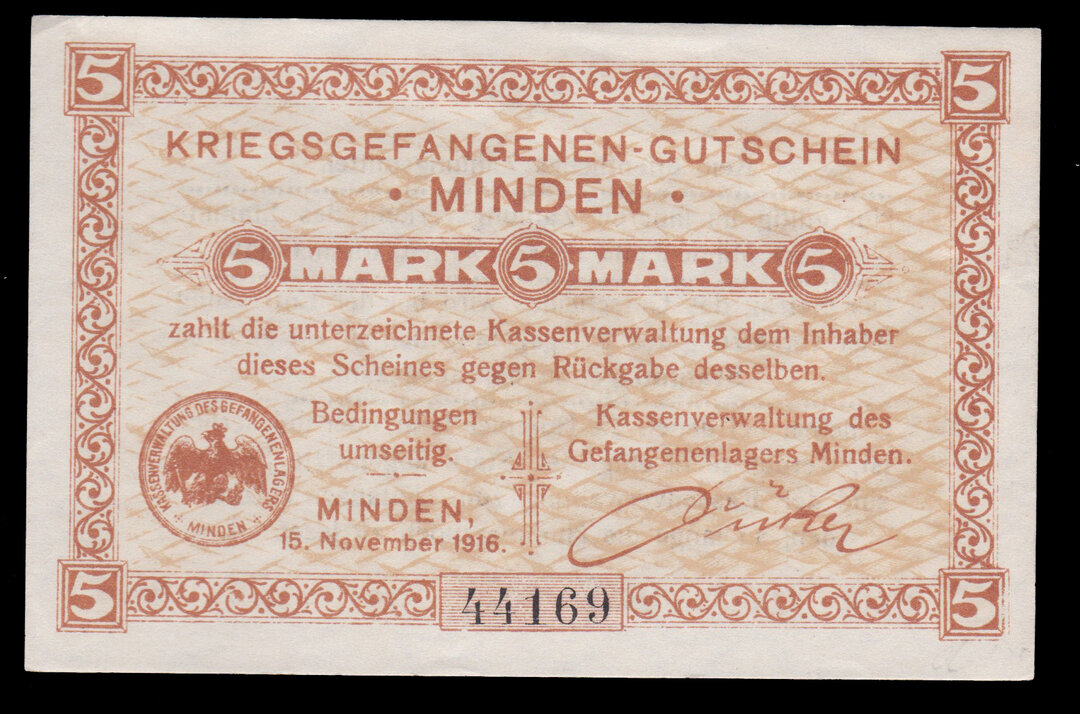 5 5
KRIEGSGEFANGENEN-GUTSCHEIN
• MINDEN •
5 MARK 5 MARK 5
zahlt die unterzeichnete Kassenverwaltung dem Inhaber
dieses Scheines gegen Rückgabe desselben.
Bedingungen
umseitig.
Kassenverwaltung des
Gefangenenlagers Minden.
KASSENVERWALTUNG DES GEFANGENENLAGERS
MINDEN
MINDEN,
15. November 1916.
5 44169 5